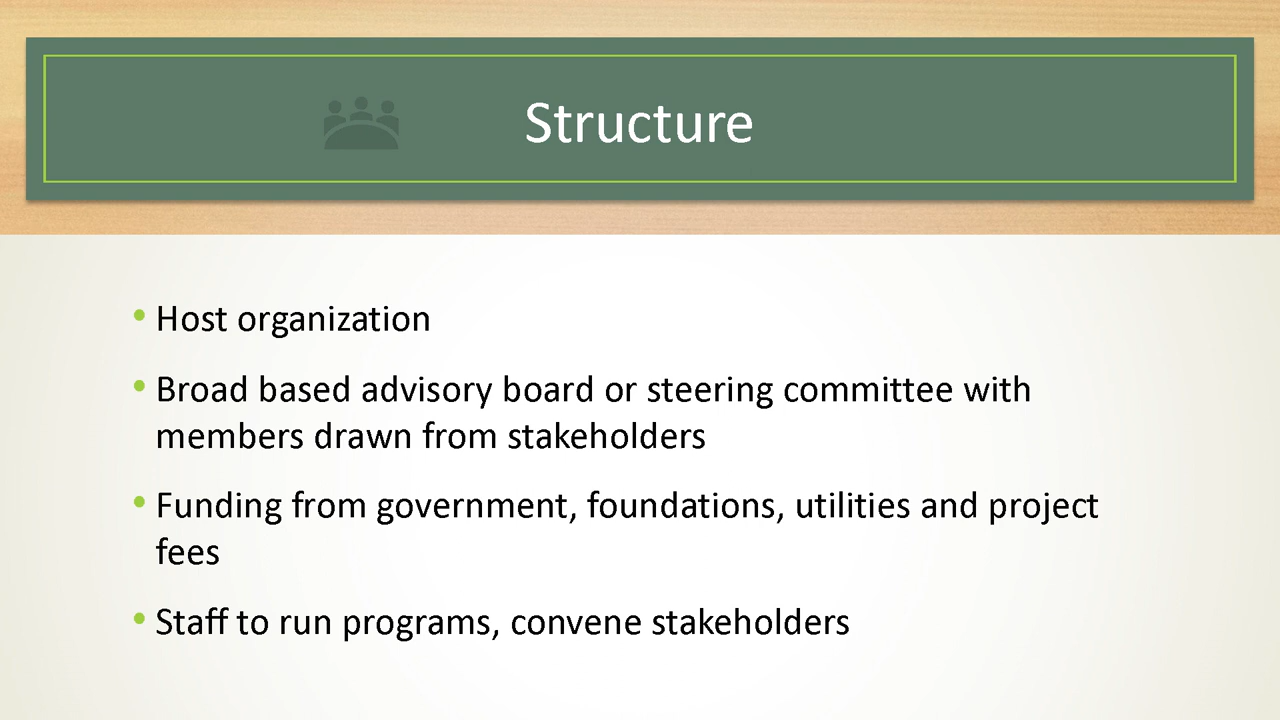 Structure
• Host organization
• Broad based advisory board or steering committee with
members drawn from stakeholders
• Funding from government, foundations, utilities and project
fees
• Staff to run programs, convene stakeholders